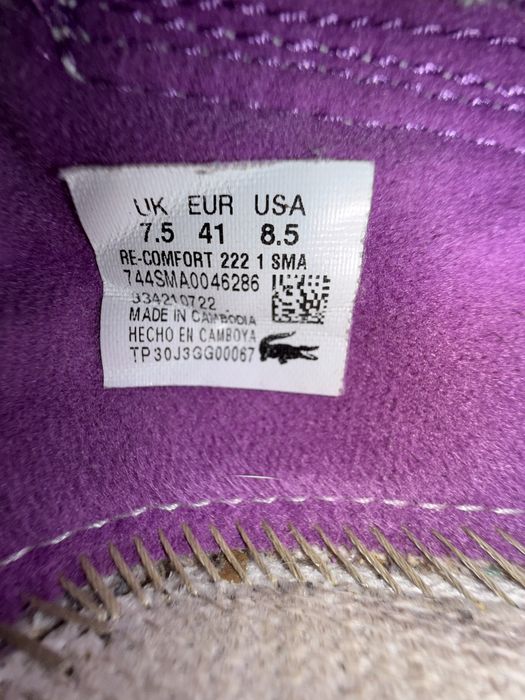 UK EUR USA
7.5 41 8.5
RE-COMFORT 222 1 SMA
744SMA0046286
334210722
MADE IN CAMBODIA
HECHO EN CAMBOYA
TP30J3GG00067